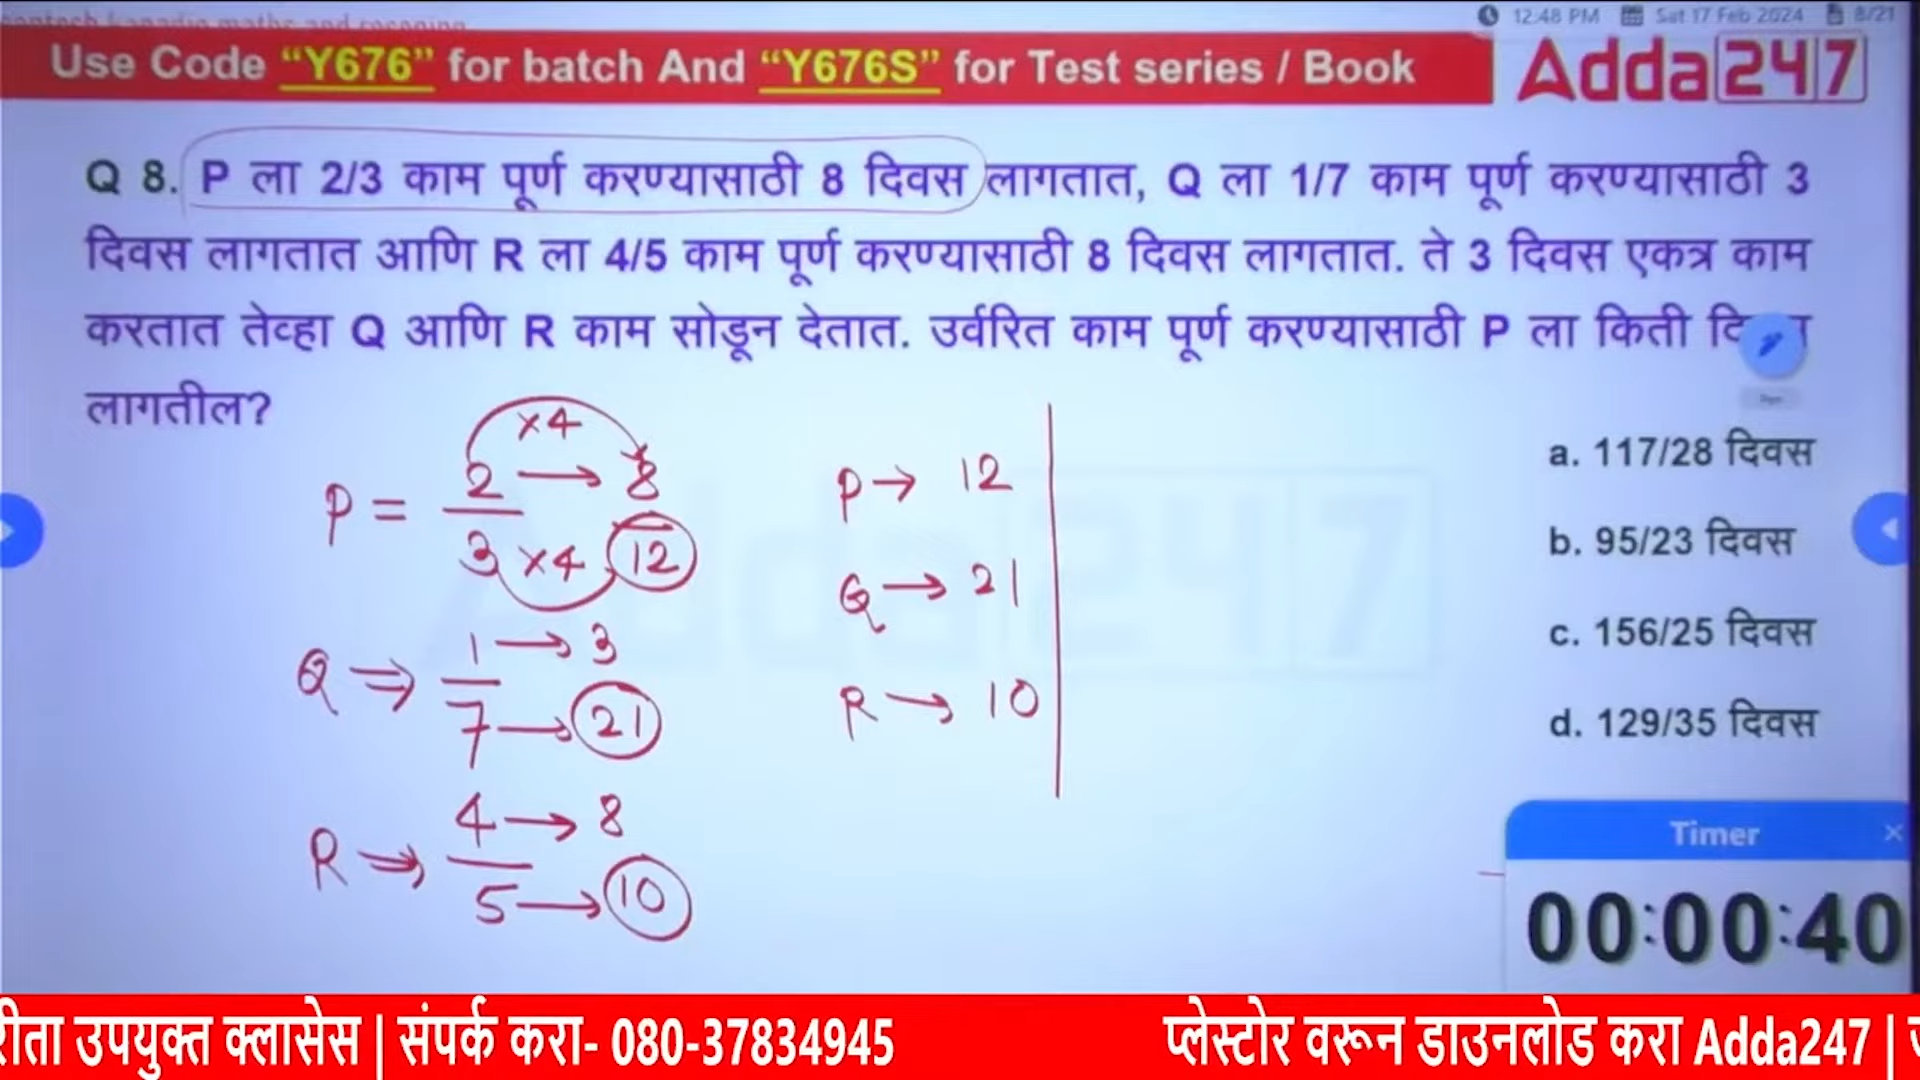 12:48 PM Sat 17 Feb 2024 8/21
Use Code “Y676” for batch And “Y676S” for Test series / Book
Adda247
Q 8. P ला 2/3 काम पूर्ण करण्यासाठी 8 दिवस लागतात, Q ला 1/7 काम पूर्ण करण्यासाठी 3
दिवस लागतात आणि R ला 4/5 काम पूर्ण करण्यासाठी 8 दिवस लागतात. ते 3 दिवस एकत्र काम
करतात तेव्हा Q आणि R काम सोडून देतात. उर्वरित काम पूर्ण करण्यासाठी P ला किती
लागतील?
×4
P = 2 → 8
3 ×4 12
Q ⇒ 1 → 3
7 → 21
R ⇒ 4 → 8
5 → 10
P → 12
Q → 21
R → 10
a. 117/28 दिवस
b. 95/23 दिवस
c. 156/25 दिवस
d. 129/35 दिवस
Timer ×
00:00:40
उपयुक्त क्लासेस | संपर्क करा- 080-37834945
प्लेस्टोर वरून डाउनलोड करा Adda247 |